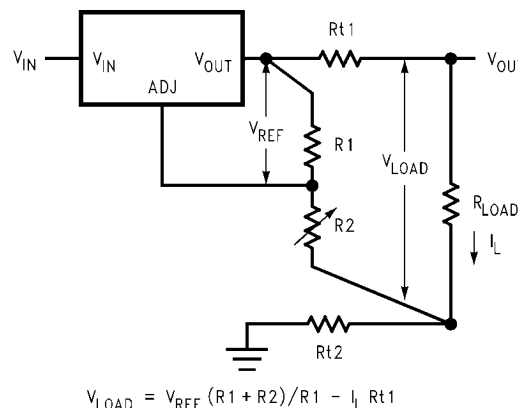 Rt1
V_IN
V_IN
V_OUT
V_OUT
ADJ
V_REF
R1
V_LOAD
R2
R_LOAD
I_L
Rt2
V_LOAD = V_REF (R1 + R2)/R1 - I_L Rt1